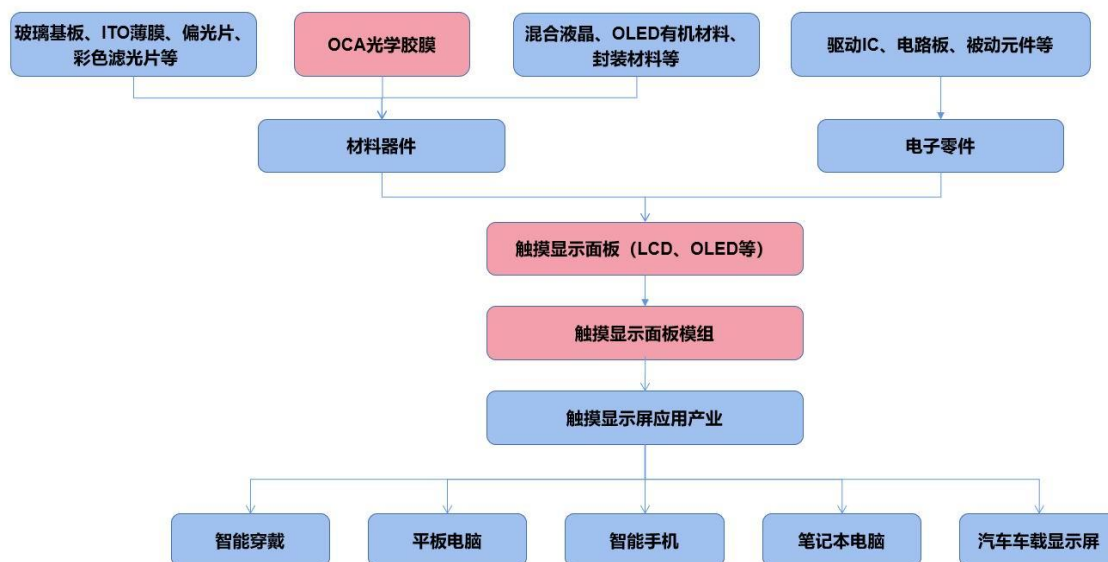 玻璃基板、ITO薄膜、偏光片、
彩色滤光片等
OCA光学胶膜
混合液晶、OLED有机材料、
封装材料等
驱动IC、电路板、被动元件等
材料器件
电子零件
触摸显示面板（LCD、OLED等）
触摸显示面板模组
触摸显示屏应用产业
智能穿戴
平板电脑
智能手机
笔记本电脑
汽车车载显示屏